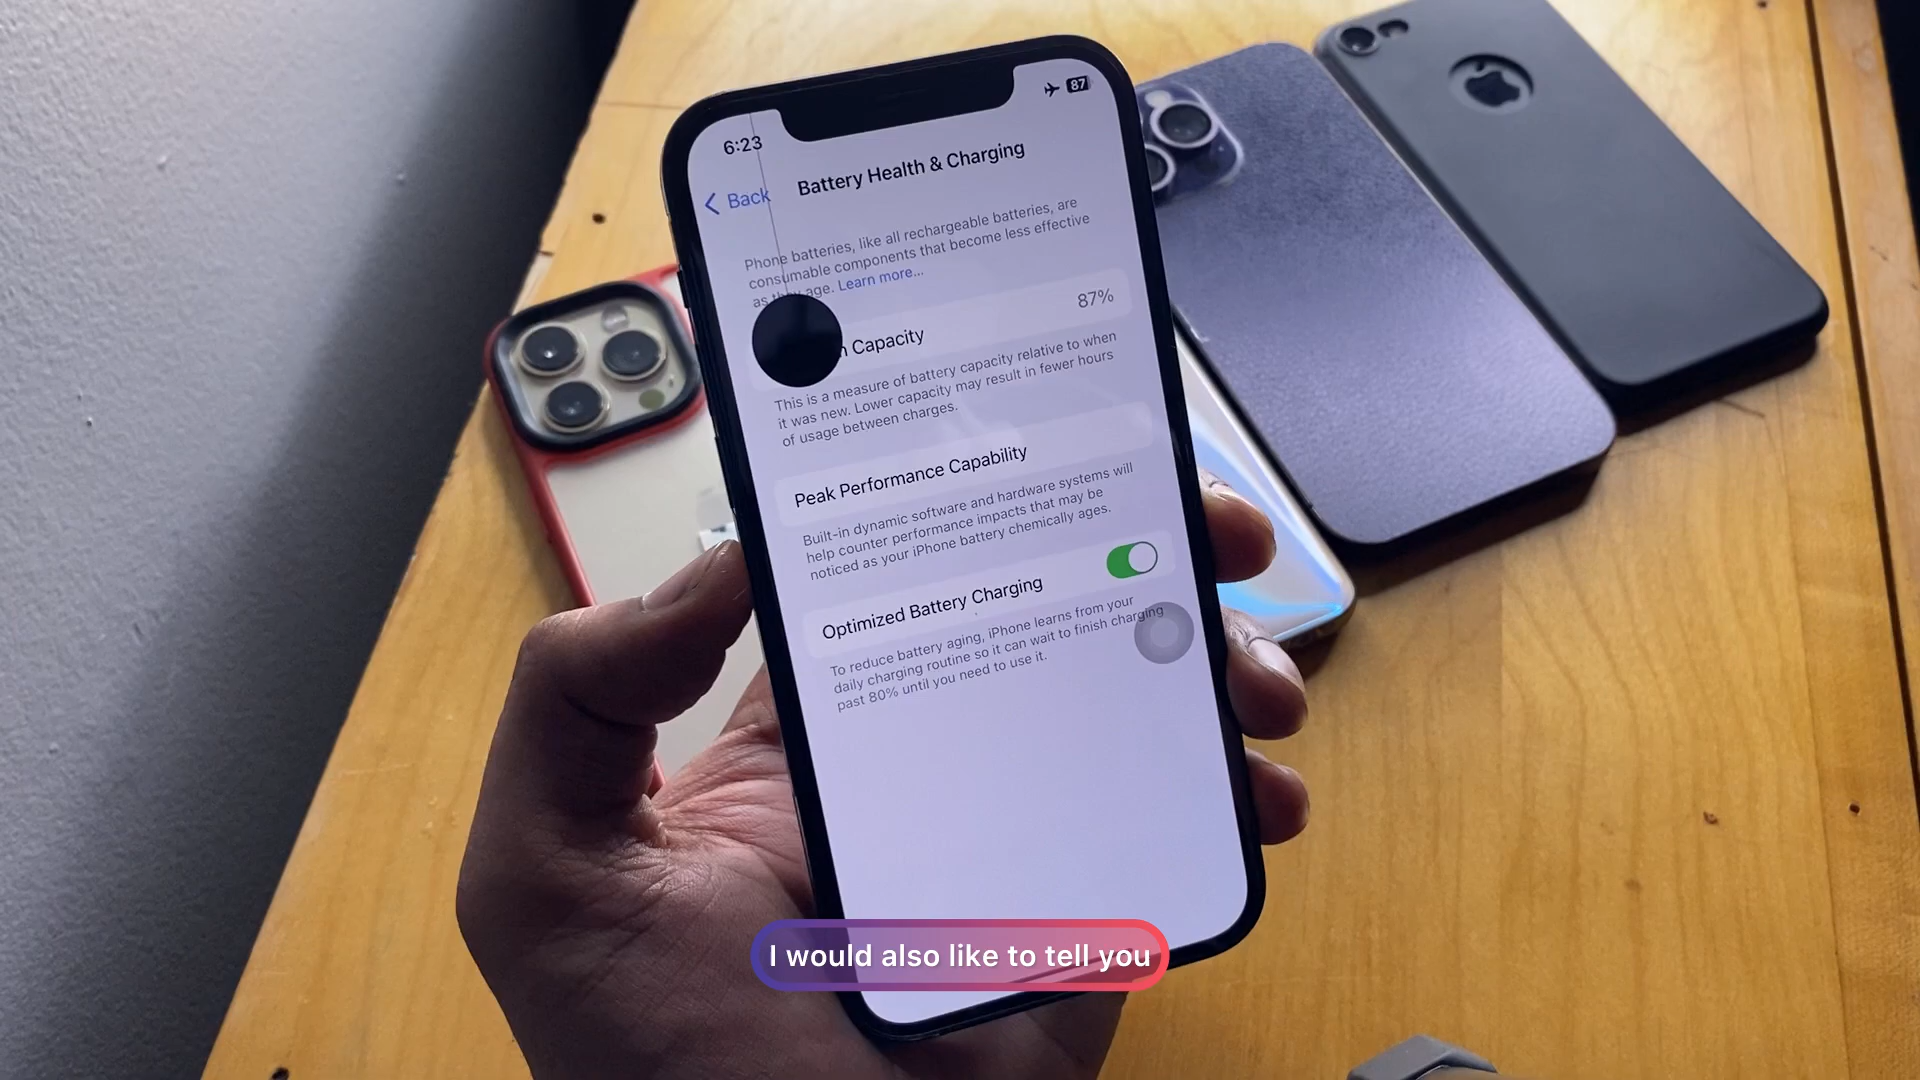 6:23
87
Back
Battery Health & Charging
Phone batteries, like all rechargeable batteries, are
consumable components that become less effective
as they age. Learn more...
Capacity
87%
This is a measure of battery capacity relative to when
it was new. Lower capacity may result in fewer hours
of usage between charges.
Peak Performance Capability
Built-in dynamic software and hardware systems will
help counter performance impacts that may be
noticed as your iPhone battery chemically ages.
Optimized Battery Charging
To reduce battery aging, iPhone learns from your
daily charging routine so it can wait to finish charging
past 80% until you need to use it.
I would also like to tell you